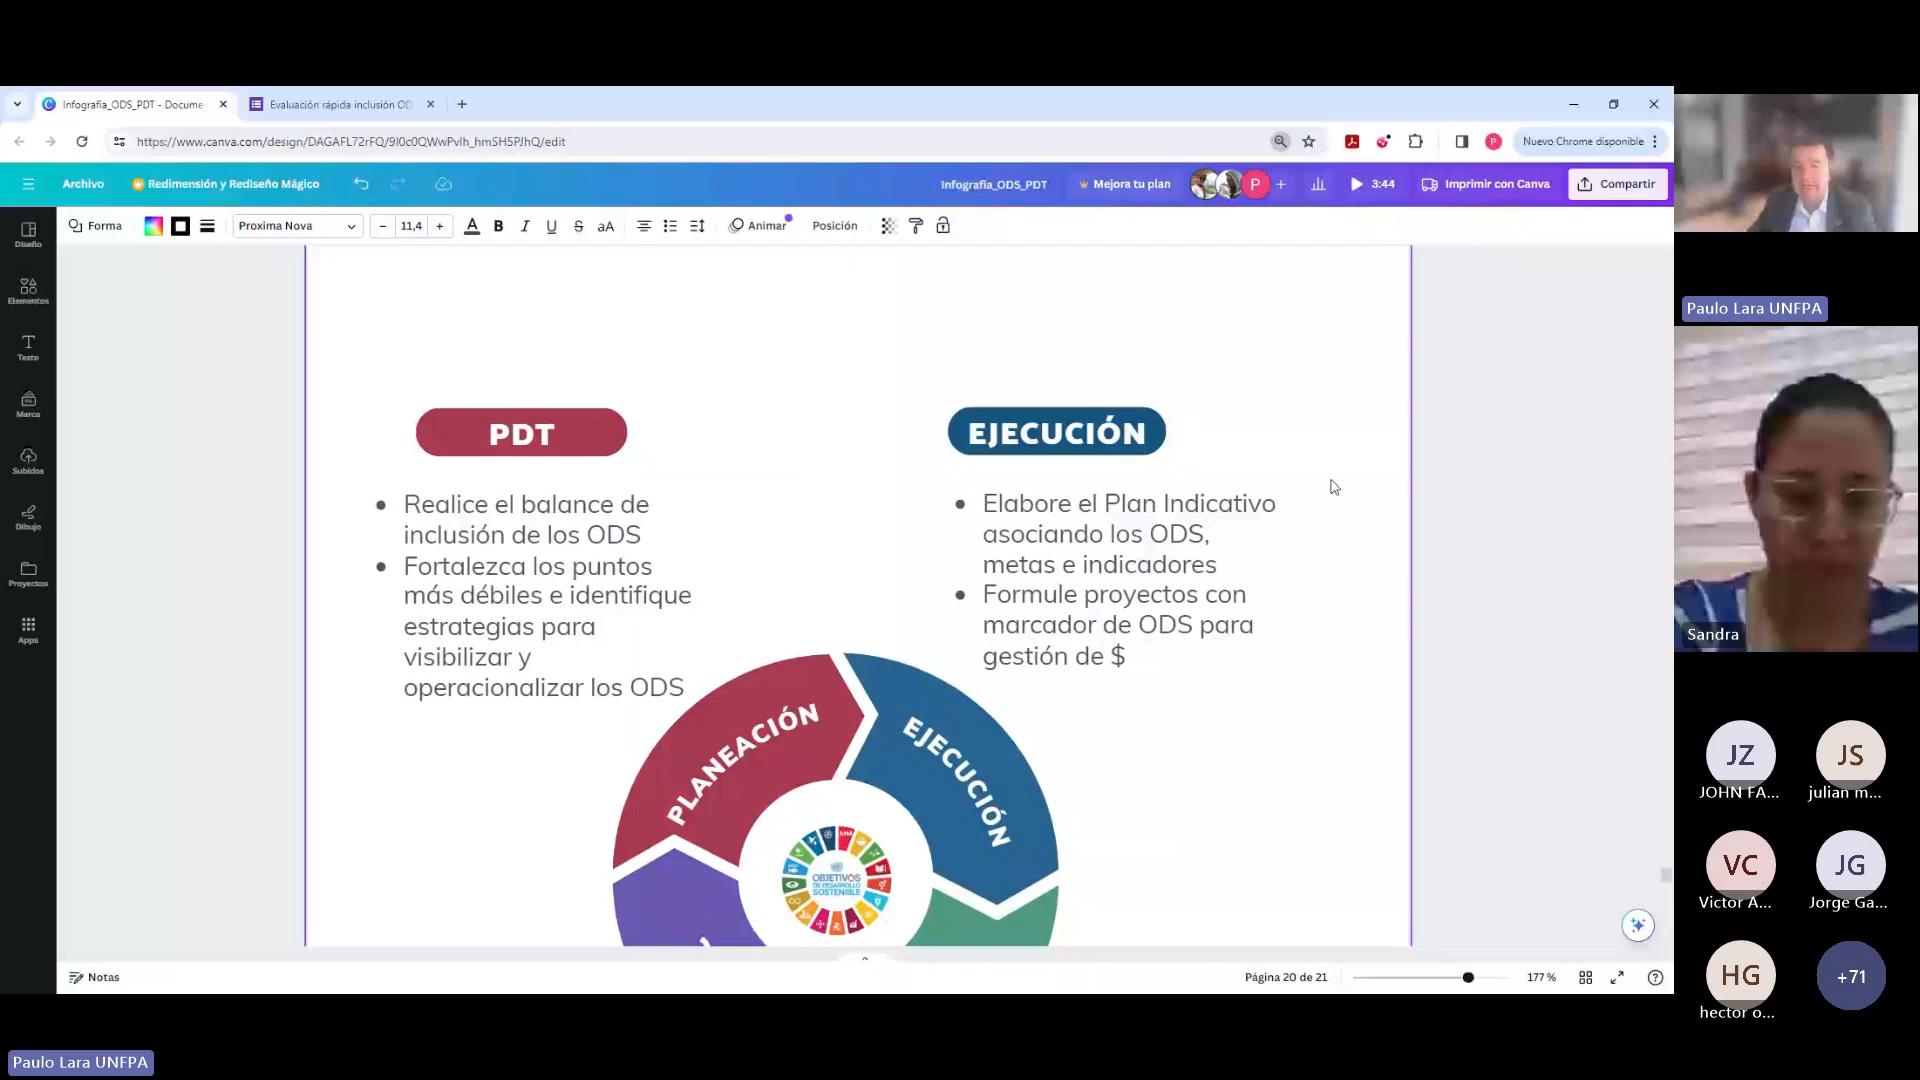 Infografia_ODS_PDT - Docume
Evaluación rápida inclusión OD
https://www.canva.com/design/DAGAFL72rFQ/9I0c0QWwPvlh_hmSH5PJhQ/edit
Nuevo Chrome disponible
Archivo
Redimensión y Rediseño Mágico
Infografia_ODS_PDT
Mejora tu plan
P
3:44
Imprimir con Canva
Compartir
Forma
Proxima Nova
11,4
Animar
Posición
Diseño
Elementos
Texto
Marca
Subidos
Dibujo
Proyectos
Apps
PDT
Realice el balance de
inclusión de los ODS
Fortalezca los puntos
más débiles e identifique
estrategias para
visibilizar y
operacionalizar los ODS
EJECUCIÓN
Elabore el Plan Indicativo
asociando los ODS,
metas e indicadores
Formule proyectos con
marcador de ODS para
gestión de $
PLANEACIÓN
EJECUCIÓN
OBJETIVOS
DE DESARROLLO
SOSTENIBLE
Notas
Página 20 de 21
177 %
Paulo Lara UNFPA
Sandra
JZ
JOHN FA...
JS
julian m...
VC
Victor A...
JG
Jorge Ga...
HG
hector o...
+71
Paulo Lara UNFPA